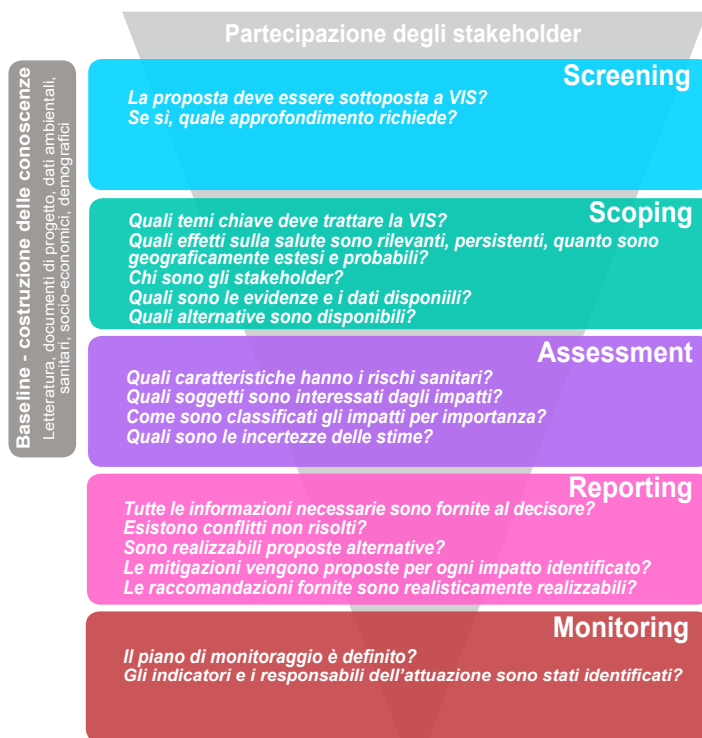 Partecipazione degli stakeholder
Baseline - costruzione delle conoscenze
Letteratura, documenti di progetto, dati ambientali,
sanitari, socio-economici, demografici
Screening
La proposta deve essere sottoposta a VIS?
Se sì, quale approfondimento richiede?
Scoping
Quali temi chiave deve trattare la VIS?
Quali effetti sulla salute sono rilevanti, persistenti, quanto sono
geograficamente estesi e probabili?
Chi sono gli stakeholder?
Quali sono le evidenze e i dati disponiili?
Quali alternative sono disponibili?
Assessment
Quali caratteristiche hanno i rischi sanitari?
Quali soggetti sono interessati dagli impatti?
Come sono classificati gli impatti per importanza?
Quali sono le incertezze delle stime?
Reporting
Tutte le informazioni necessarie sono fornite al decisore?
Esistono conflitti non risolti?
Sono realizzabili proposte alternative?
Le mitigazioni vengono proposte per ogni impatto identificato?
Le raccomandazioni fornite sono realisticamente realizzabili?
Monitoring
Il piano di monitoraggio è definito?
Gli indicatori e i responsabili dell'attuazione sono stati identificati?